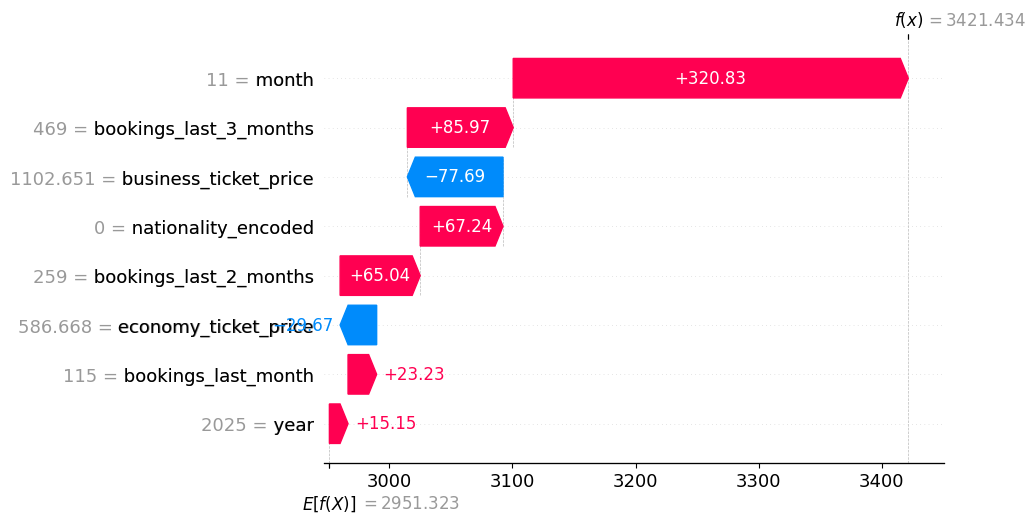 f(x) = 3421.434
11 = month +320.83
469 = bookings_last_3_months +85.97
1102.651 = business_ticket_price −77.69
0 = nationality_encoded +67.24
259 = bookings_last_2_months +65.04
586.668 = economy_ticket_price −29.67
115 = bookings_last_month +23.23
2025 = year +15.15
3000 3100 3200 3300 3400
E[f(X)] = 2951.323